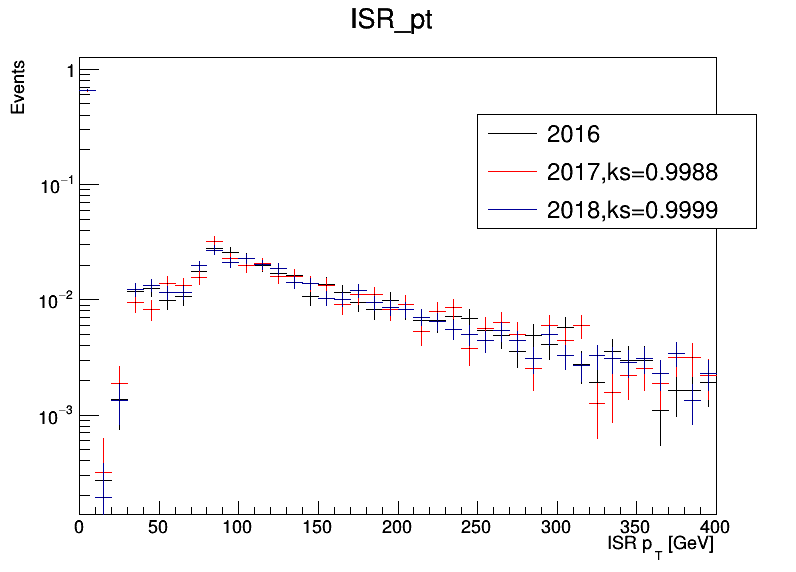 ISR_pt
Events
1
10⁻¹
10⁻²
10⁻³
2016
2017,ks=0.9988
2018,ks=0.9999
0 50 100 150 200 250 300 350 400
ISR p_T [GeV]